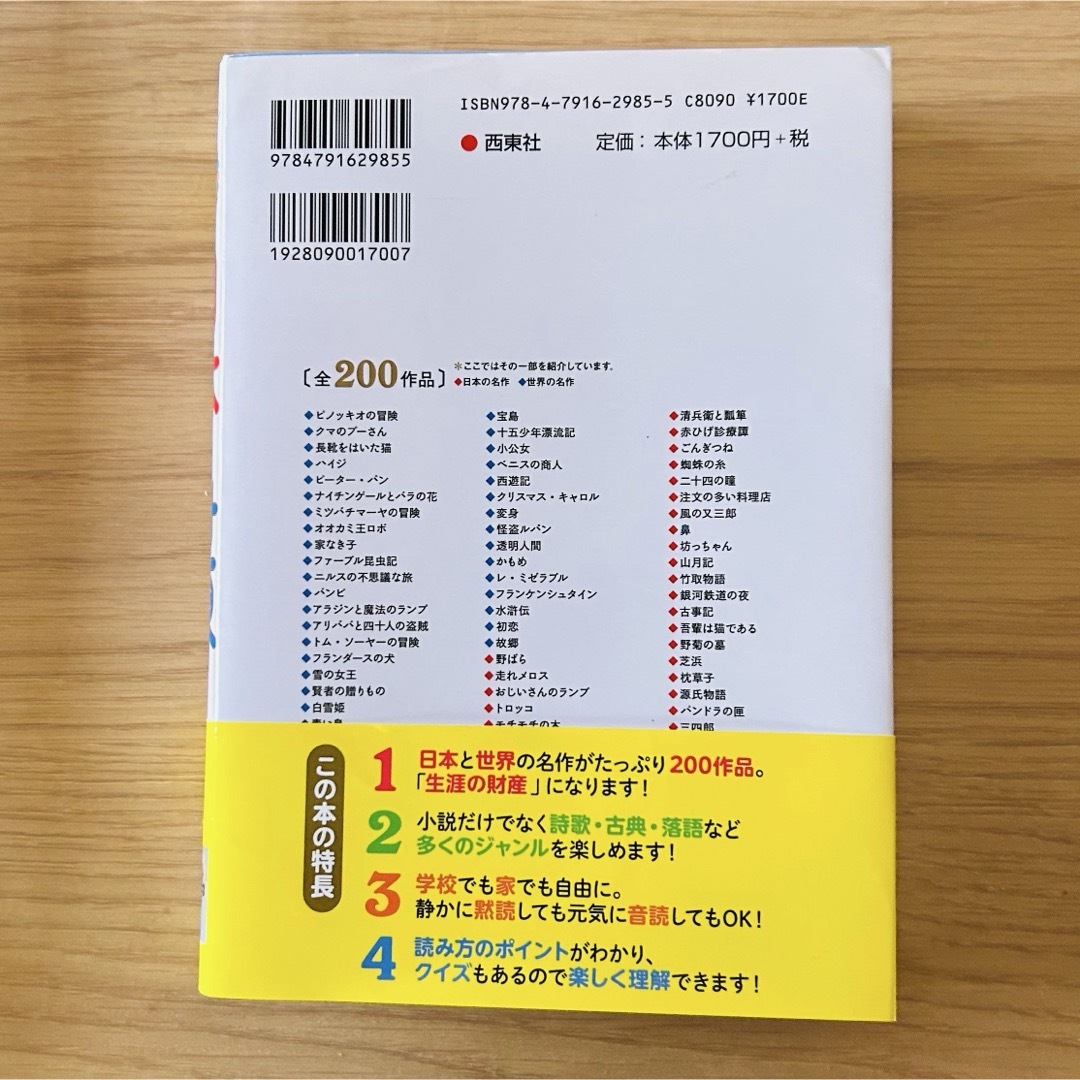 ISBN978-4-7916-2985-5 C8090 ¥1700E
9784791629855
西東社 定価：本体1700円＋税
1928090017007
［全200作品］
＊ここではその一部を紹介しています。
◆日本の名作 ◆世界の名作
◆ピノッキオの冒険
◆クマのプーさん
◆長靴をはいた猫
◆ハイジ
◆ピーター・パン
◆ナイチンゲールとバラの花
◆ミツバチマーヤの冒険
◆オオカミ王ロボ
◆家なき子
◆ファーブル昆虫記
◆ニルスの不思議な旅
◆バンビ
◆アラジンと魔法のランプ
◆アリババと四十人の盗賊
◆トム・ソーヤーの冒険
◆フランダースの犬
◆雪の女王
◆賢者の贈りもの
◆白雪姫
◆宝島
◆十五少年漂流記
◆小公女
◆ベニスの商人
◆西遊記
◆クリスマス・キャロル
◆変身
◆怪盗ルパン
◆透明人間
◆かもめ
◆レ・ミゼラブル
◆フランケンシュタイン
◆水滸伝
◆初恋
◆故郷
◆野ばら
◆走れメロス
◆おじいさんのランプ
◆トロッコ
◆モチモチの木
◆清兵衛と瓢箪
◆赤ひげ診療譚
◆ごんぎつね
◆蜘蛛の糸
◆二十四の瞳
◆注文の多い料理店
◆風の又三郎
◆鼻
◆坊っちゃん
◆山月記
◆竹取物語
◆銀河鉄道の夜
◆古事記
◆吾輩は猫である
◆野菊の墓
◆芝浜
◆枕草子
◆源氏物語
◆パンドラの匣
◆三四郎
この本の特長
1 日本と世界の名作がたっぷり200作品。
「生涯の財産」になります！
2 小説だけでなく詩歌・古典・落語など
多くのジャンルを楽しめます！
3 学校でも家でも自由に。
静かに黙読しても元気に音読してもOK！
4 読み方のポイントがわかり、
クイズもあるので楽しく理解できます！